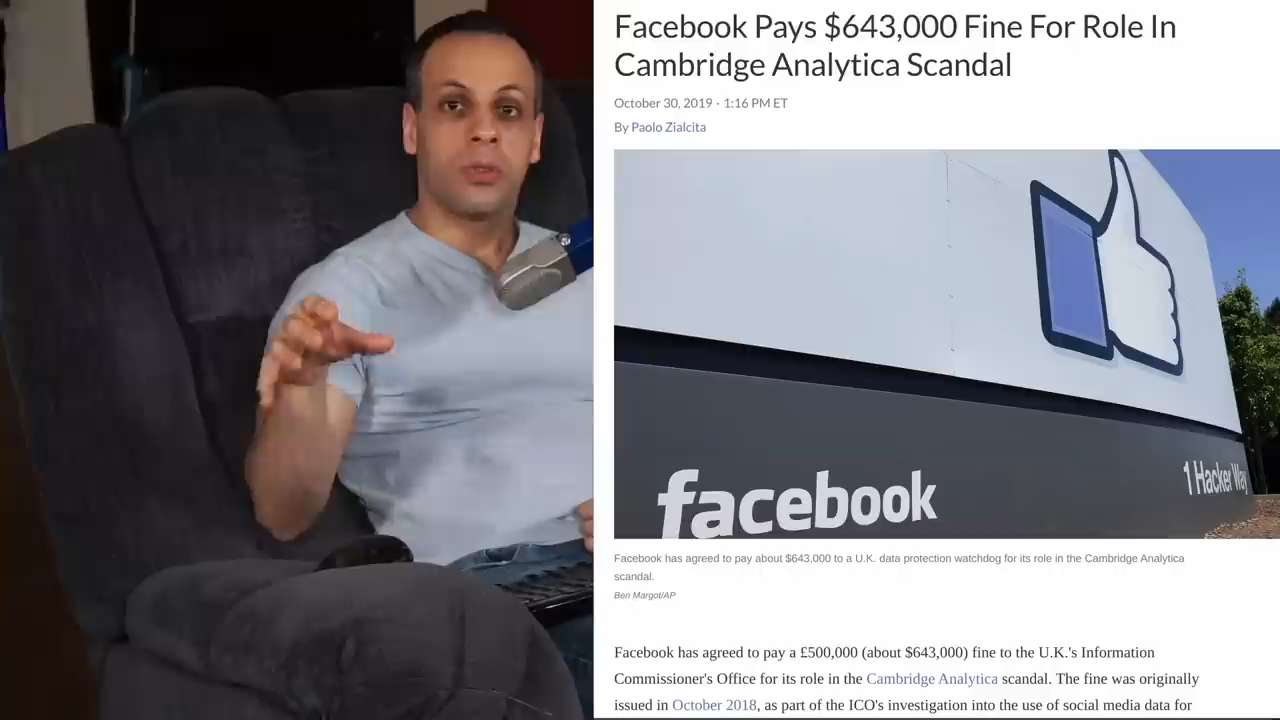 Facebook Pays $643,000 Fine For Role In
Cambridge Analytica Scandal
October 30, 2019 · 1:16 PM ET
By Paolo Zialcita
1 Hacker Way
facebook
Facebook has agreed to pay about $643,000 to a U.K. data protection watchdog for its role in the Cambridge Analytica
scandal.
Ben Margot/AP
Facebook has agreed to pay a £500,000 (about $643,000) fine to the U.K.'s Information
Commissioner's Office for its role in the Cambridge Analytica scandal. The fine was originally
issued in October 2018, as part of the ICO's investigation into the use of social media data for